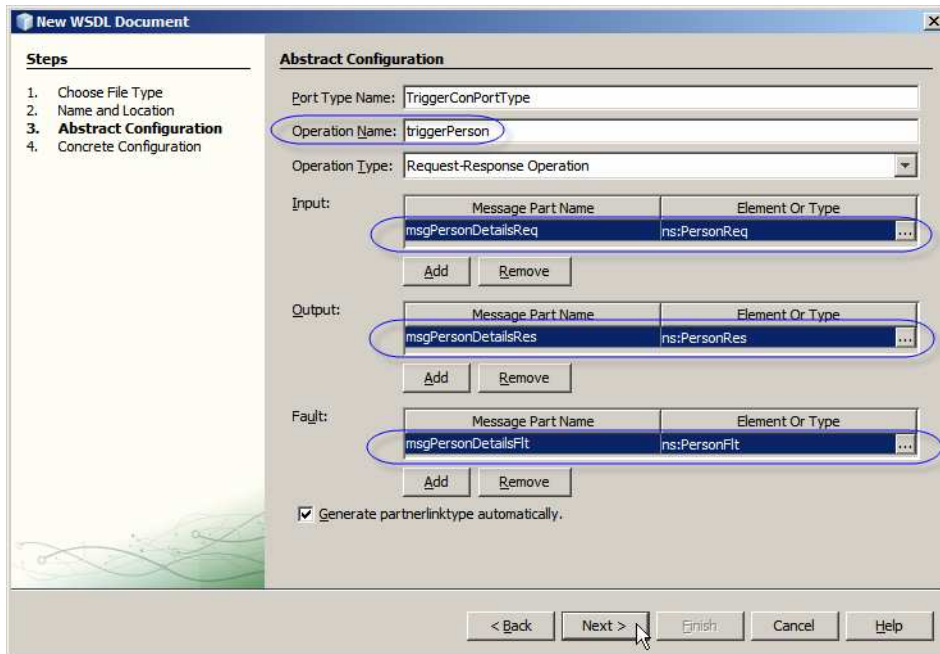 New WSDL Document
Steps
1. Choose File Type
2. Name and Location
3. Abstract Configuration
4. Concrete Configuration
Abstract Configuration
Port Type Name: TriggerConPortType
Operation Name: triggerPerson
Operation Type: Request-Response Operation
Input:
Message Part Name Element Or Type
msgPersonDetailsReq ns:PersonReq ...
Add Remove
Output:
Message Part Name Element Or Type
msgPersonDetailsRes ns:PersonRes ...
Add Remove
Fault:
Message Part Name Element Or Type
msgPersonDetailsFlt ns:PersonFlt ...
Add Remove
Generate partnerlinktype automatically.
< Back Next > Finish Cancel Help